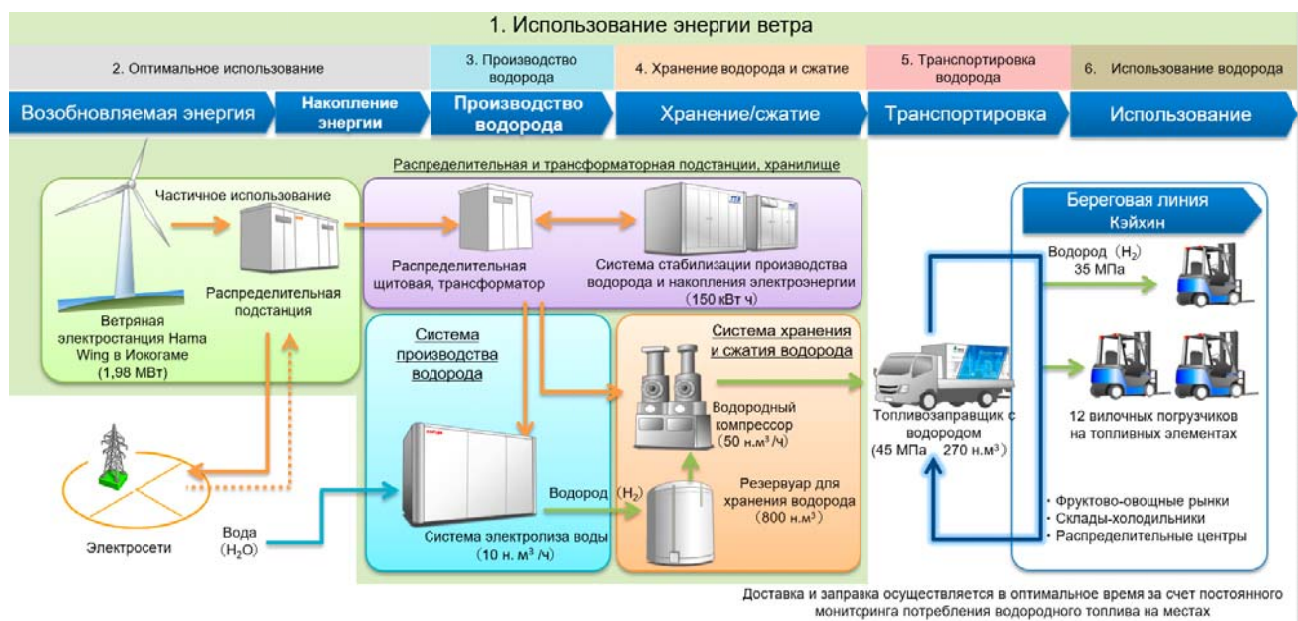 1. Использование энергии ветра
2. Оптимальное использование
3. Производство
водорода
4. Хранение водорода и сжатие
5. Транспортировка
водорода
6. Использование водорода
Возобновляемая энергия
Накопление
энергии
Производство
водорода
Хранение/сжатие
Транспортировка
Использование
Распределительная и трансформаторная подстанции, хранилище
Частичное использование
Распределительная
подстанция
Ветряная
электростанция Hama
Wing в Иокогаме
(1,98 МВт)
Распределительная
щитовая, трансформатор
Система стабилизации производства
водорода и накопления электроэнергии
(150 кВт ч)
Система
производства
водорода
Система хранения
и сжатия водорода
Водородный
компрессор
(50 н.м³/ч)
Резервуар для
хранения водорода
(800 н.м³)
Водород (H₂)
Система электролиза воды
(10 н. м³ /ч)
Электросети
Вода
(H₂O)
Топливозаправщик с
водородом
(45 МПа 270 н.м³)
Береговая линия
Кэйхин
Водород (H₂)
35 МПа
12 вилочных погрузчиков
на топливных элементах
• Фруктово-овощные рынки
• Склады-холодильники
• Распределительные центры
Доставка и заправка осуществляется в оптимальное время за счет постоянного
мониторинга потребления водородного топлива на местах